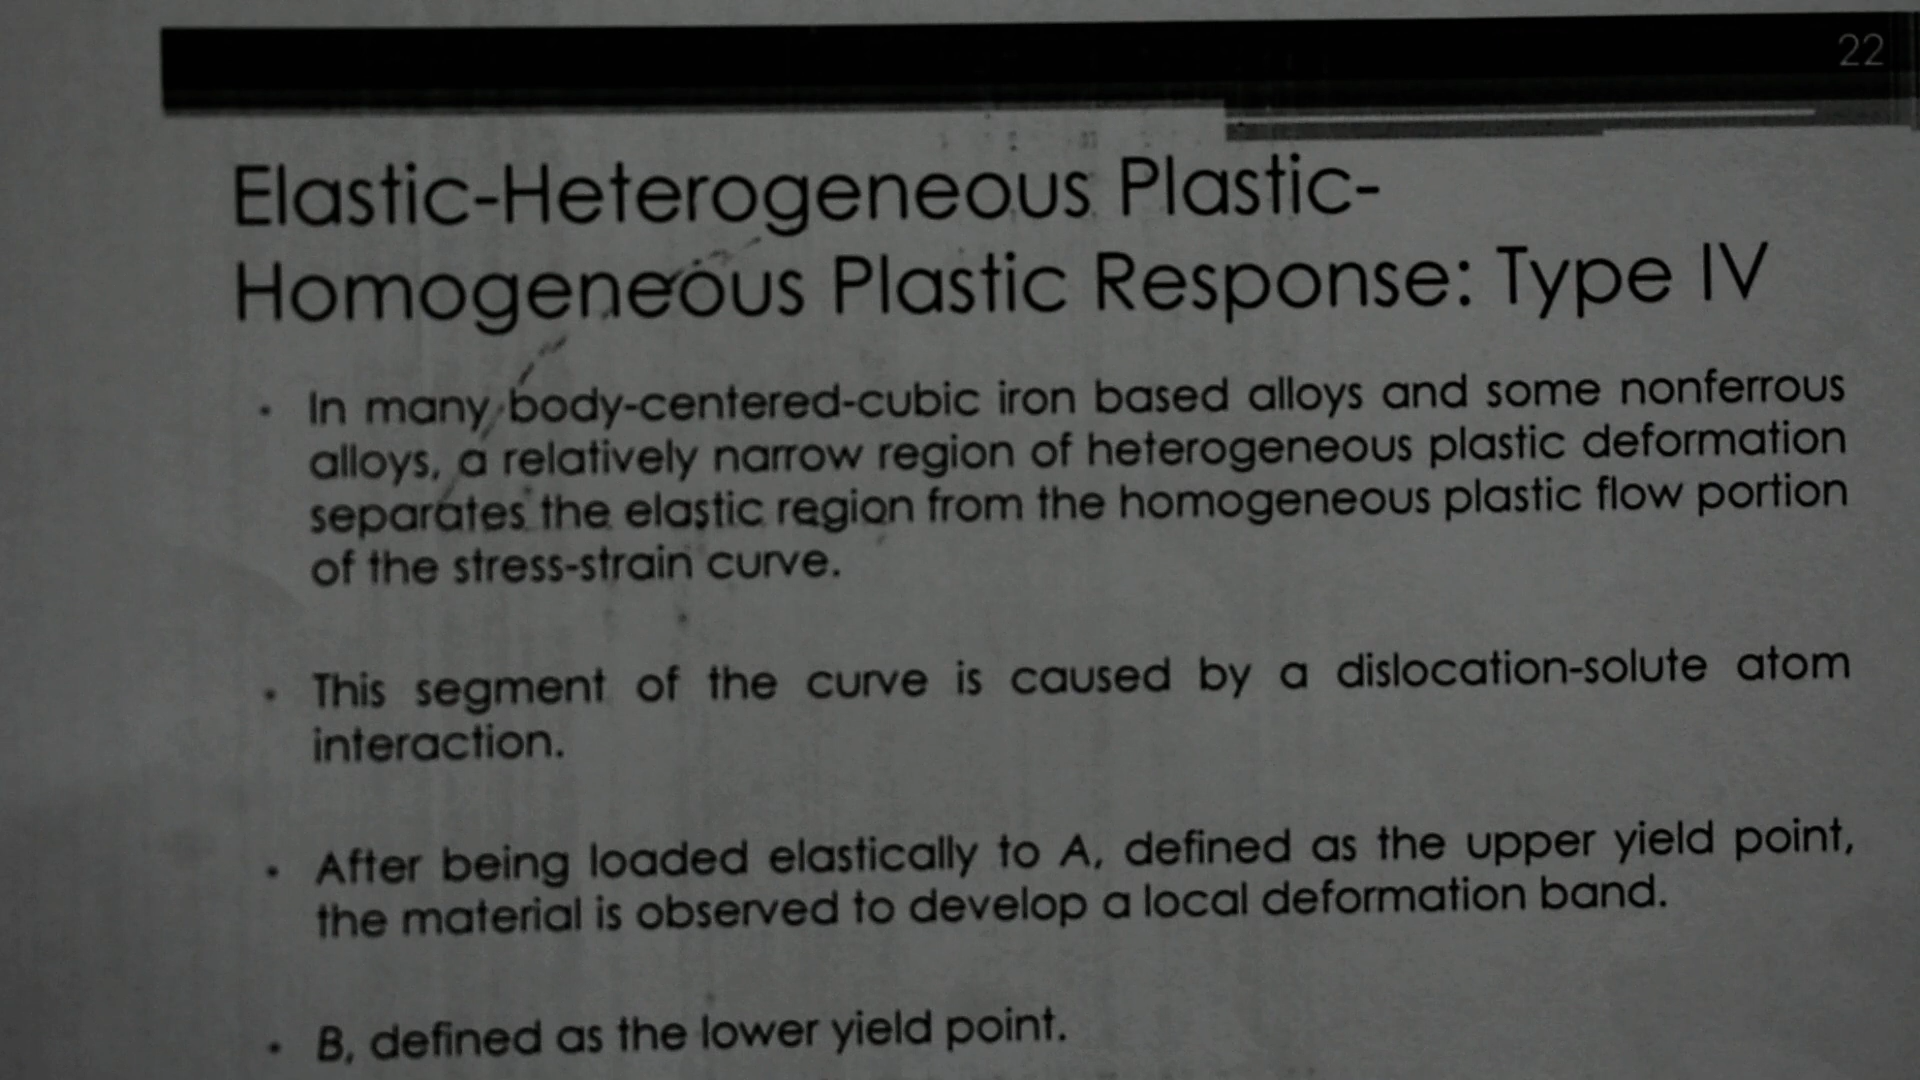 22
Elastic-Heterogeneous Plastic-
Homogeneous Plastic Response: Type IV
• In many body-centered-cubic iron based alloys and some nonferrous
alloys, a relatively narrow region of heterogeneous plastic deformation
separates the elastic region from the homogeneous plastic flow portion
of the stress-strain curve.
• This segment of the curve is caused by a dislocation-solute atom
interaction.
• After being loaded elastically to A, defined as the upper yield point,
the material is observed to develop a local deformation band.
• B, defined as the lower yield point.